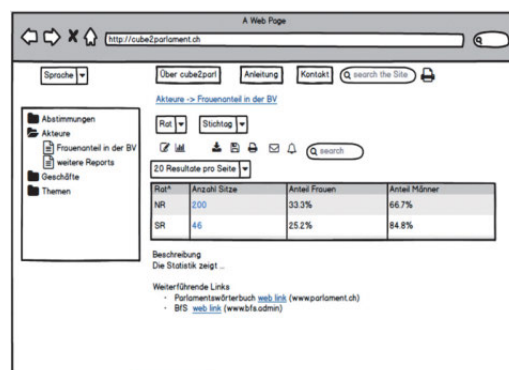 A Web Page
http://cube2parlament.ch
Sprache
Über cube2parl
Anleitung
Kontakt
search the Site
Akteure -> Frauenanteil in der BV
Abstimmungen
Akteure
Frauenanteil in der BV
weitere Reports
Geschäfte
Themen
Rat
Stichtag
search
20 Resultate pro Seite
Rat^ Anzahl Sitze Anteil Frauen Anteil Männer
NR 200 33.3% 66.7%
SR 46 25.2% 84.8%
Beschreibung
Die Statistik zeigt ...
Weiterführende Links
· Parlamentswörterbuch web link (www.parlament.ch)
· BfS web link (www.bfs.admin)